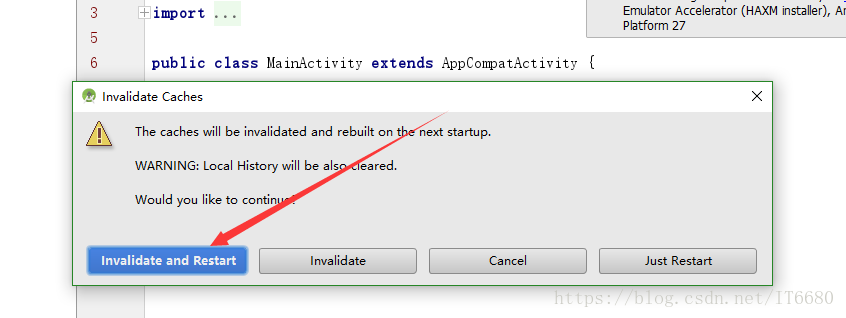 3 import ...
Emulator Accelerator (HAXM installer), An
5 Platform 27
6 public class MainActivity extends AppCompatActivity {
Invalidate Caches
The caches will be invalidated and rebuilt on the next startup.
WARNING: Local History will be also cleared.
Would you like to continue?
Invalidate and Restart Invalidate Cancel Just Restart
https://blog.csdn.net/IT6680